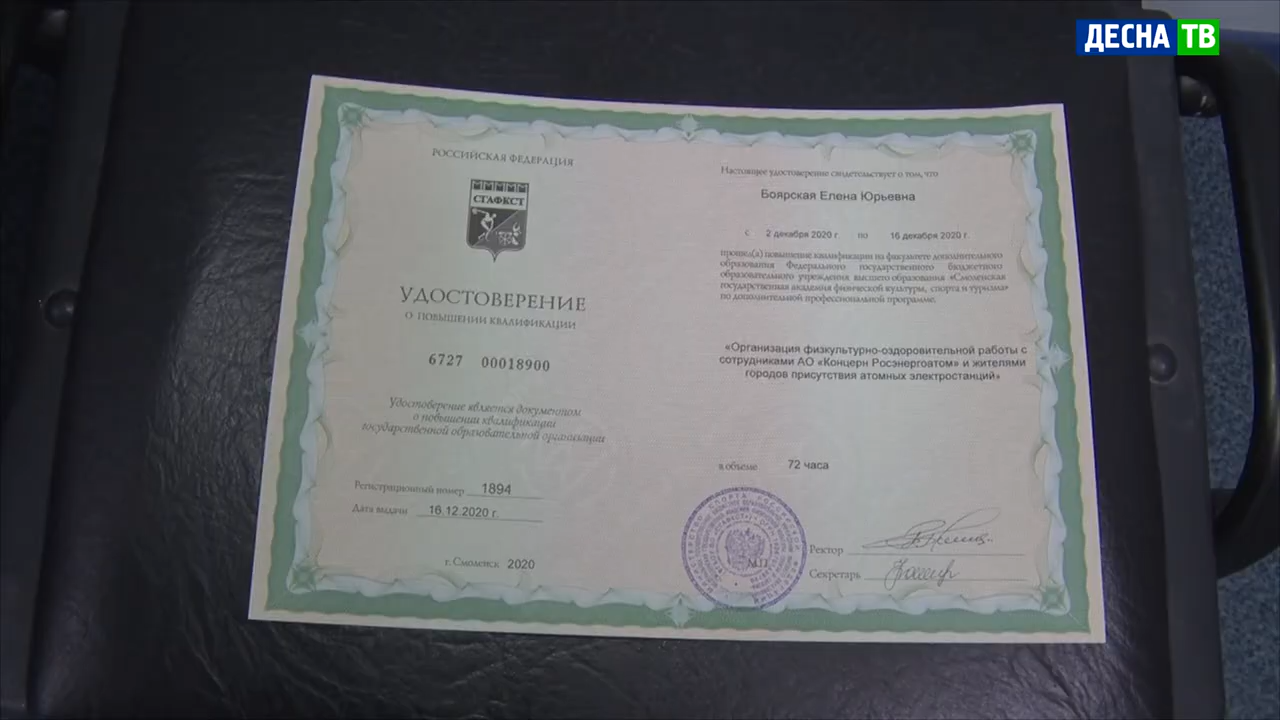 ДЕСНА ТВ
РОССИЙСКАЯ ФЕДЕРАЦИЯ
СГАФКСТ
УДОСТОВЕРЕНИЕ
О ПОВЫШЕНИИ КВАЛИФИКАЦИИ
6727 00018900
Удостоверение является документом
о повышении квалификации
государственной образовательной организации
Регистрационный номер 1894
Дата выдачи 16.12.2020 г.
г. Смоленск 2020
Настоящее удостоверение свидетельствует о том, что
Боярская Елена Юрьевна
с 2 декабря 2020 г. по 16 декабря 2020 г.
прошел(а) повышение квалификации на факультете дополнительного
образования Федерального государственного бюджетного
образовательного учреждения высшего образования «Смоленская
государственная академия физической культуры, спорта и туризма»
по дополнительной профессиональной программе.
«Организация физкультурно-оздоровительной работы с
сотрудниками АО «Концерн Росэнергоатом» и жителями
городов присутствия атомных электростанций»
в объеме 72 часа
М.П.
Ректор
Секретарь